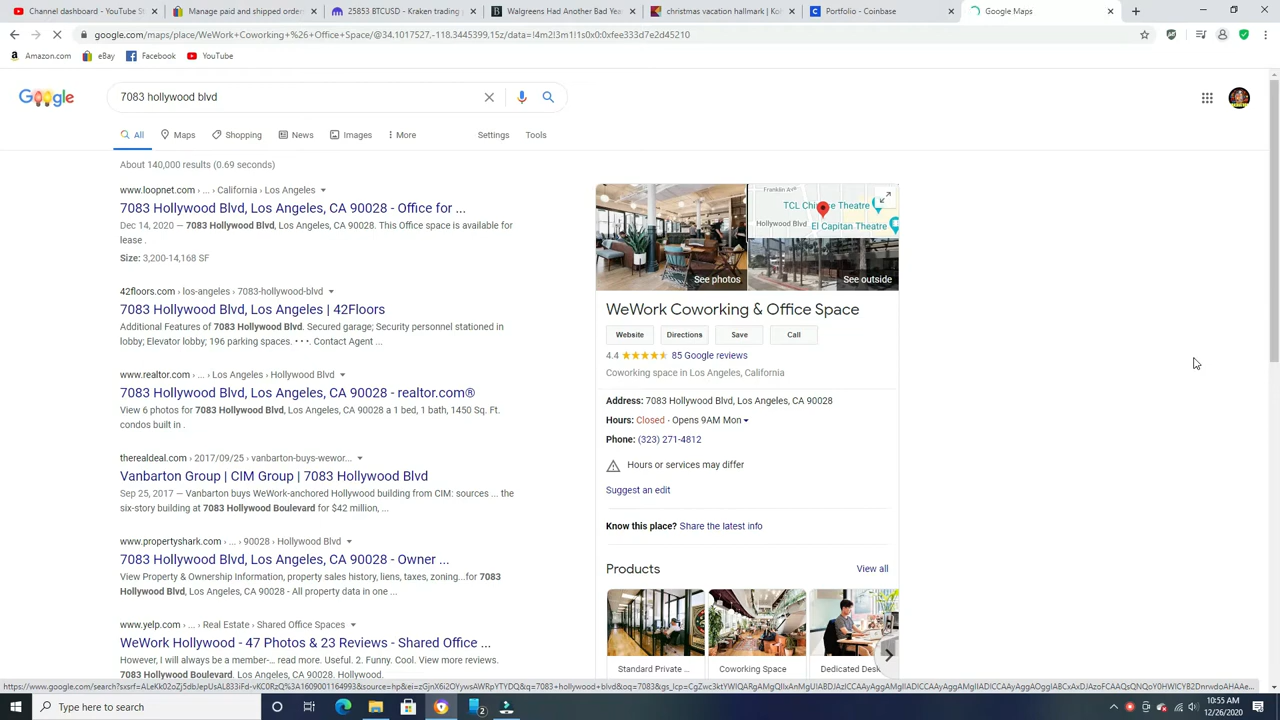 Channel dashboard - YouTube Stu
Manage paid and shipped orders
25853 BTCUSD - Kraken trading
Walgreens Had Another Bad Year
christmas vacation hallmark | Koh
Portfolio - Coinbase
Google Maps
google.com/maps/place/WeWork+Coworking+%26+Office+Space/@34.1017527,-118.3445399,15z/data=!4m2!3m1!1s0x0:0xfee333d7e2d45210
Amazon.com
eBay
Facebook
YouTube
Google
7083 hollywood blvd
All
Maps
Shopping
News
Images
More
Settings
Tools
About 140,000 results (0.69 seconds)
www.loopnet.com › ... › California › Los Angeles
7083 Hollywood Blvd, Los Angeles, CA 90028 - Office for ...
Dec 14, 2020 — 7083 Hollywood Blvd, Los Angeles, CA 90028. This Office space is available for
lease .
Size: 3,200-14,168 SF
42floors.com › los-angeles › 7083-hollywood-blvd
7083 Hollywood Blvd, Los Angeles | 42Floors
Additional Features of 7083 Hollywood Blvd. Secured garage; Security personnel stationed in
lobby; Elevator lobby; 196 parking spaces. • • •. Contact Agent ...
www.realtor.com › ... › Los Angeles › Hollywood Blvd
7083 Hollywood Blvd, Los Angeles, CA 90028 - realtor.com®
View 6 photos for 7083 Hollywood Blvd, Los Angeles, CA 90028 a 1 bed, 1 bath, 1450 Sq. Ft.
condos built in .
therealdeal.com › 2017/09/25 › vanbarton-buys-wewor...
Vanbarton Group | CIM Group | 7083 Hollywood Blvd
Sep 25, 2017 — Vanbarton buys WeWork-anchored Hollywood building from CIM: sources ... the
six-story building at 7083 Hollywood Boulevard for $42 million, ...
www.propertyshark.com › ... › 90028 › Hollywood Blvd
7083 Hollywood Blvd, Los Angeles, CA 90028 - Owner ...
View Property & Ownership Information, property sales history, liens, taxes, zoning...for 7083
Hollywood Blvd, Los Angeles, CA 90028 - All property data in one ...
www.yelp.com › ... › Real Estate › Shared Office Spaces
WeWork Hollywood - 47 Photos & 23 Reviews - Shared Office ...
However, I will always be a member-... read more. Useful. 2. Funny. Cool. View more reviews.
7083 Hollywood Boulevard. Los Angeles, CA 90028. Hollywood.
Franklin Av
TCL Chinese Theatre
Hollywood Blvd
El Capitan Theatre
See photos
See outside
WeWork Coworking & Office Space
Website
Directions
Save
Call
4.4
85 Google reviews
Coworking space in Los Angeles, California
Address: 7083 Hollywood Blvd, Los Angeles, CA 90028
Hours: Closed · Opens 9AM Mon
Phone: (323) 271-4812
Hours or services may differ
Suggest an edit
Know this place? Share the latest info
Products
View all
Standard Private ...
Coworking Space
Dedicated Desk
Type here to search
2
10:55 AM
12/26/2020